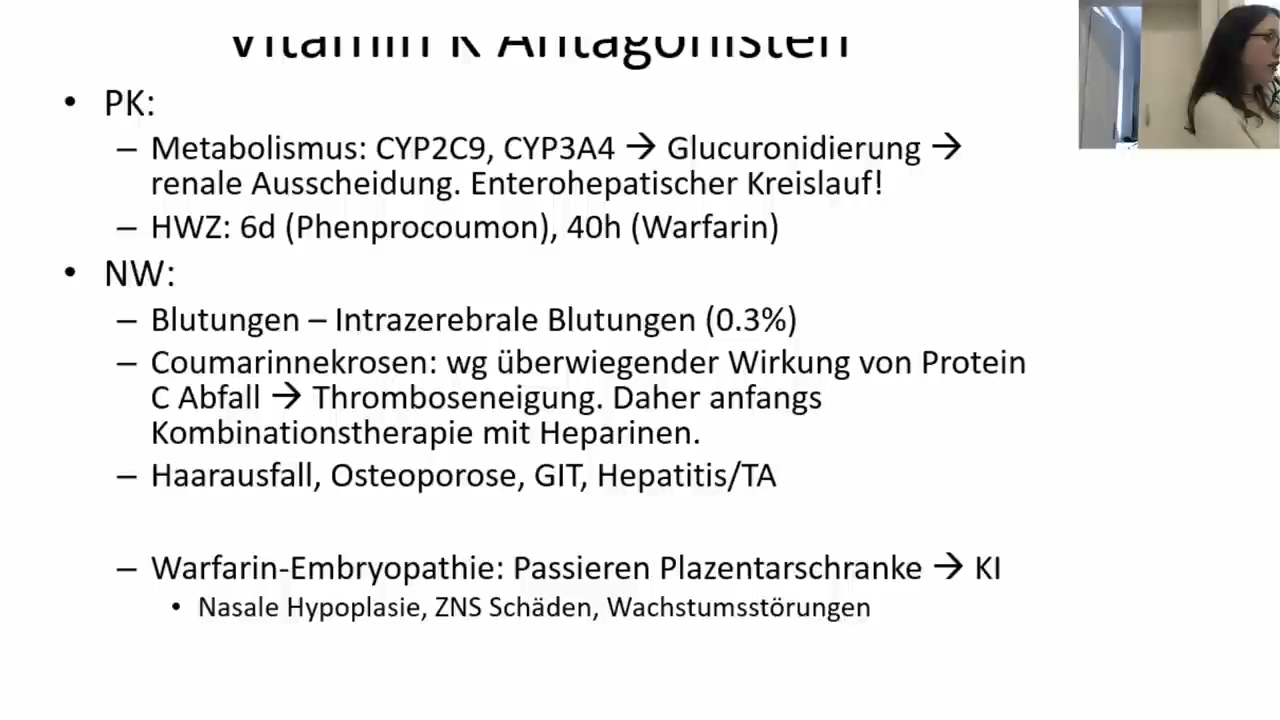 Vitamin K Antagonisten
• PK:
– Metabolismus: CYP2C9, CYP3A4 → Glucuronidierung →
renale Ausscheidung. Enterohepatischer Kreislauf!
– HWZ: 6d (Phenprocoumon), 40h (Warfarin)
• NW:
– Blutungen – Intrazerebrale Blutungen (0.3%)
– Coumarinnekrosen: wg überwiegender Wirkung von Protein
C Abfall → Thromboseneigung. Daher anfangs
Kombinationstherapie mit Heparinen.
– Haarausfall, Osteoporose, GIT, Hepatitis/TA
– Warfarin-Embryopathie: Passieren Plazentarschranke → KI
• Nasale Hypoplasie, ZNS Schäden, Wachstumsstörungen